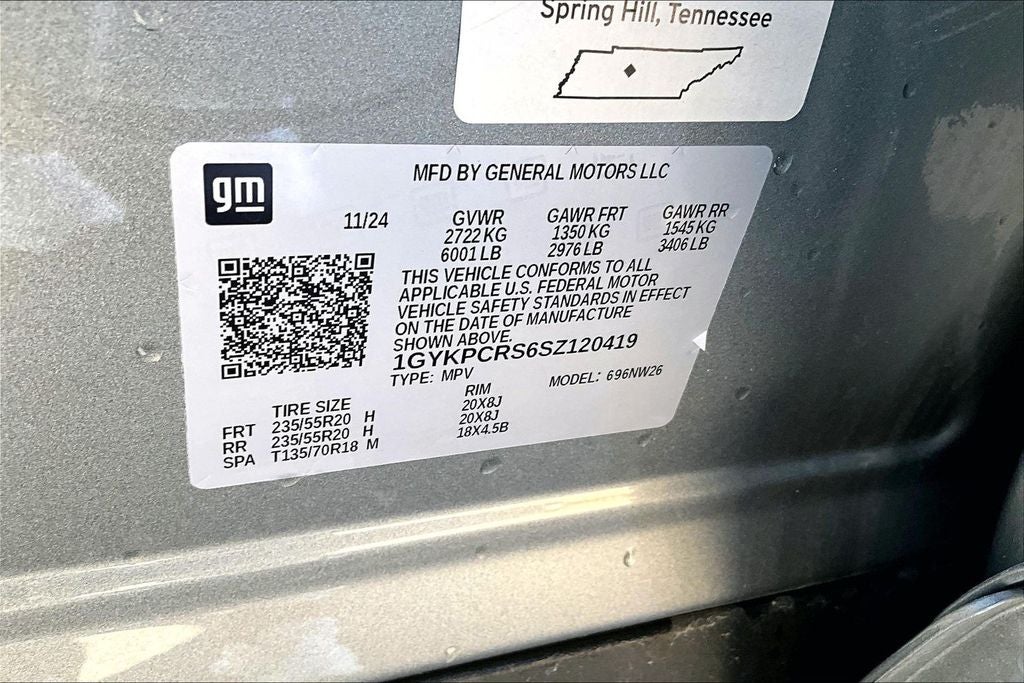 Spring Hill, Tennessee
gm
MFD BY GENERAL MOTORS LLC
11/24 GVWR GAWR FRT GAWR RR
2722 KG 1350 KG 1545 KG
6001 LB 2976 LB 3406 LB
THIS VEHICLE CONFORMS TO ALL
APPLICABLE U.S. FEDERAL MOTOR
VEHICLE SAFETY STANDARDS IN EFFECT
ON THE DATE OF MANUFACTURE
SHOWN ABOVE.
1GYKPCRS6SZ120419
TYPE: MPV MODEL: 696NW26
TIRE SIZE RIM
FRT 235/55R20 H 20X8J
RR 235/55R20 H 20X8J
SPA T135/70R18 M 18X4.5B